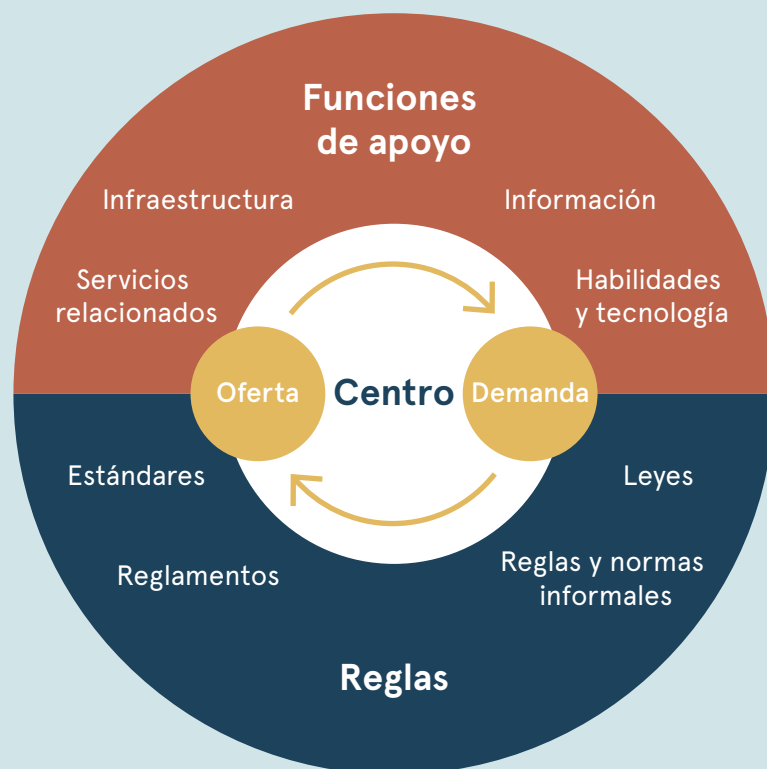 Funciones
de apoyo
Infraestructura
Información
Servicios
relacionados
Habilidades
y tecnología
Oferta
Centro
Demanda
Estándares
Leyes
Reglamentos
Reglas y normas
informales
Reglas